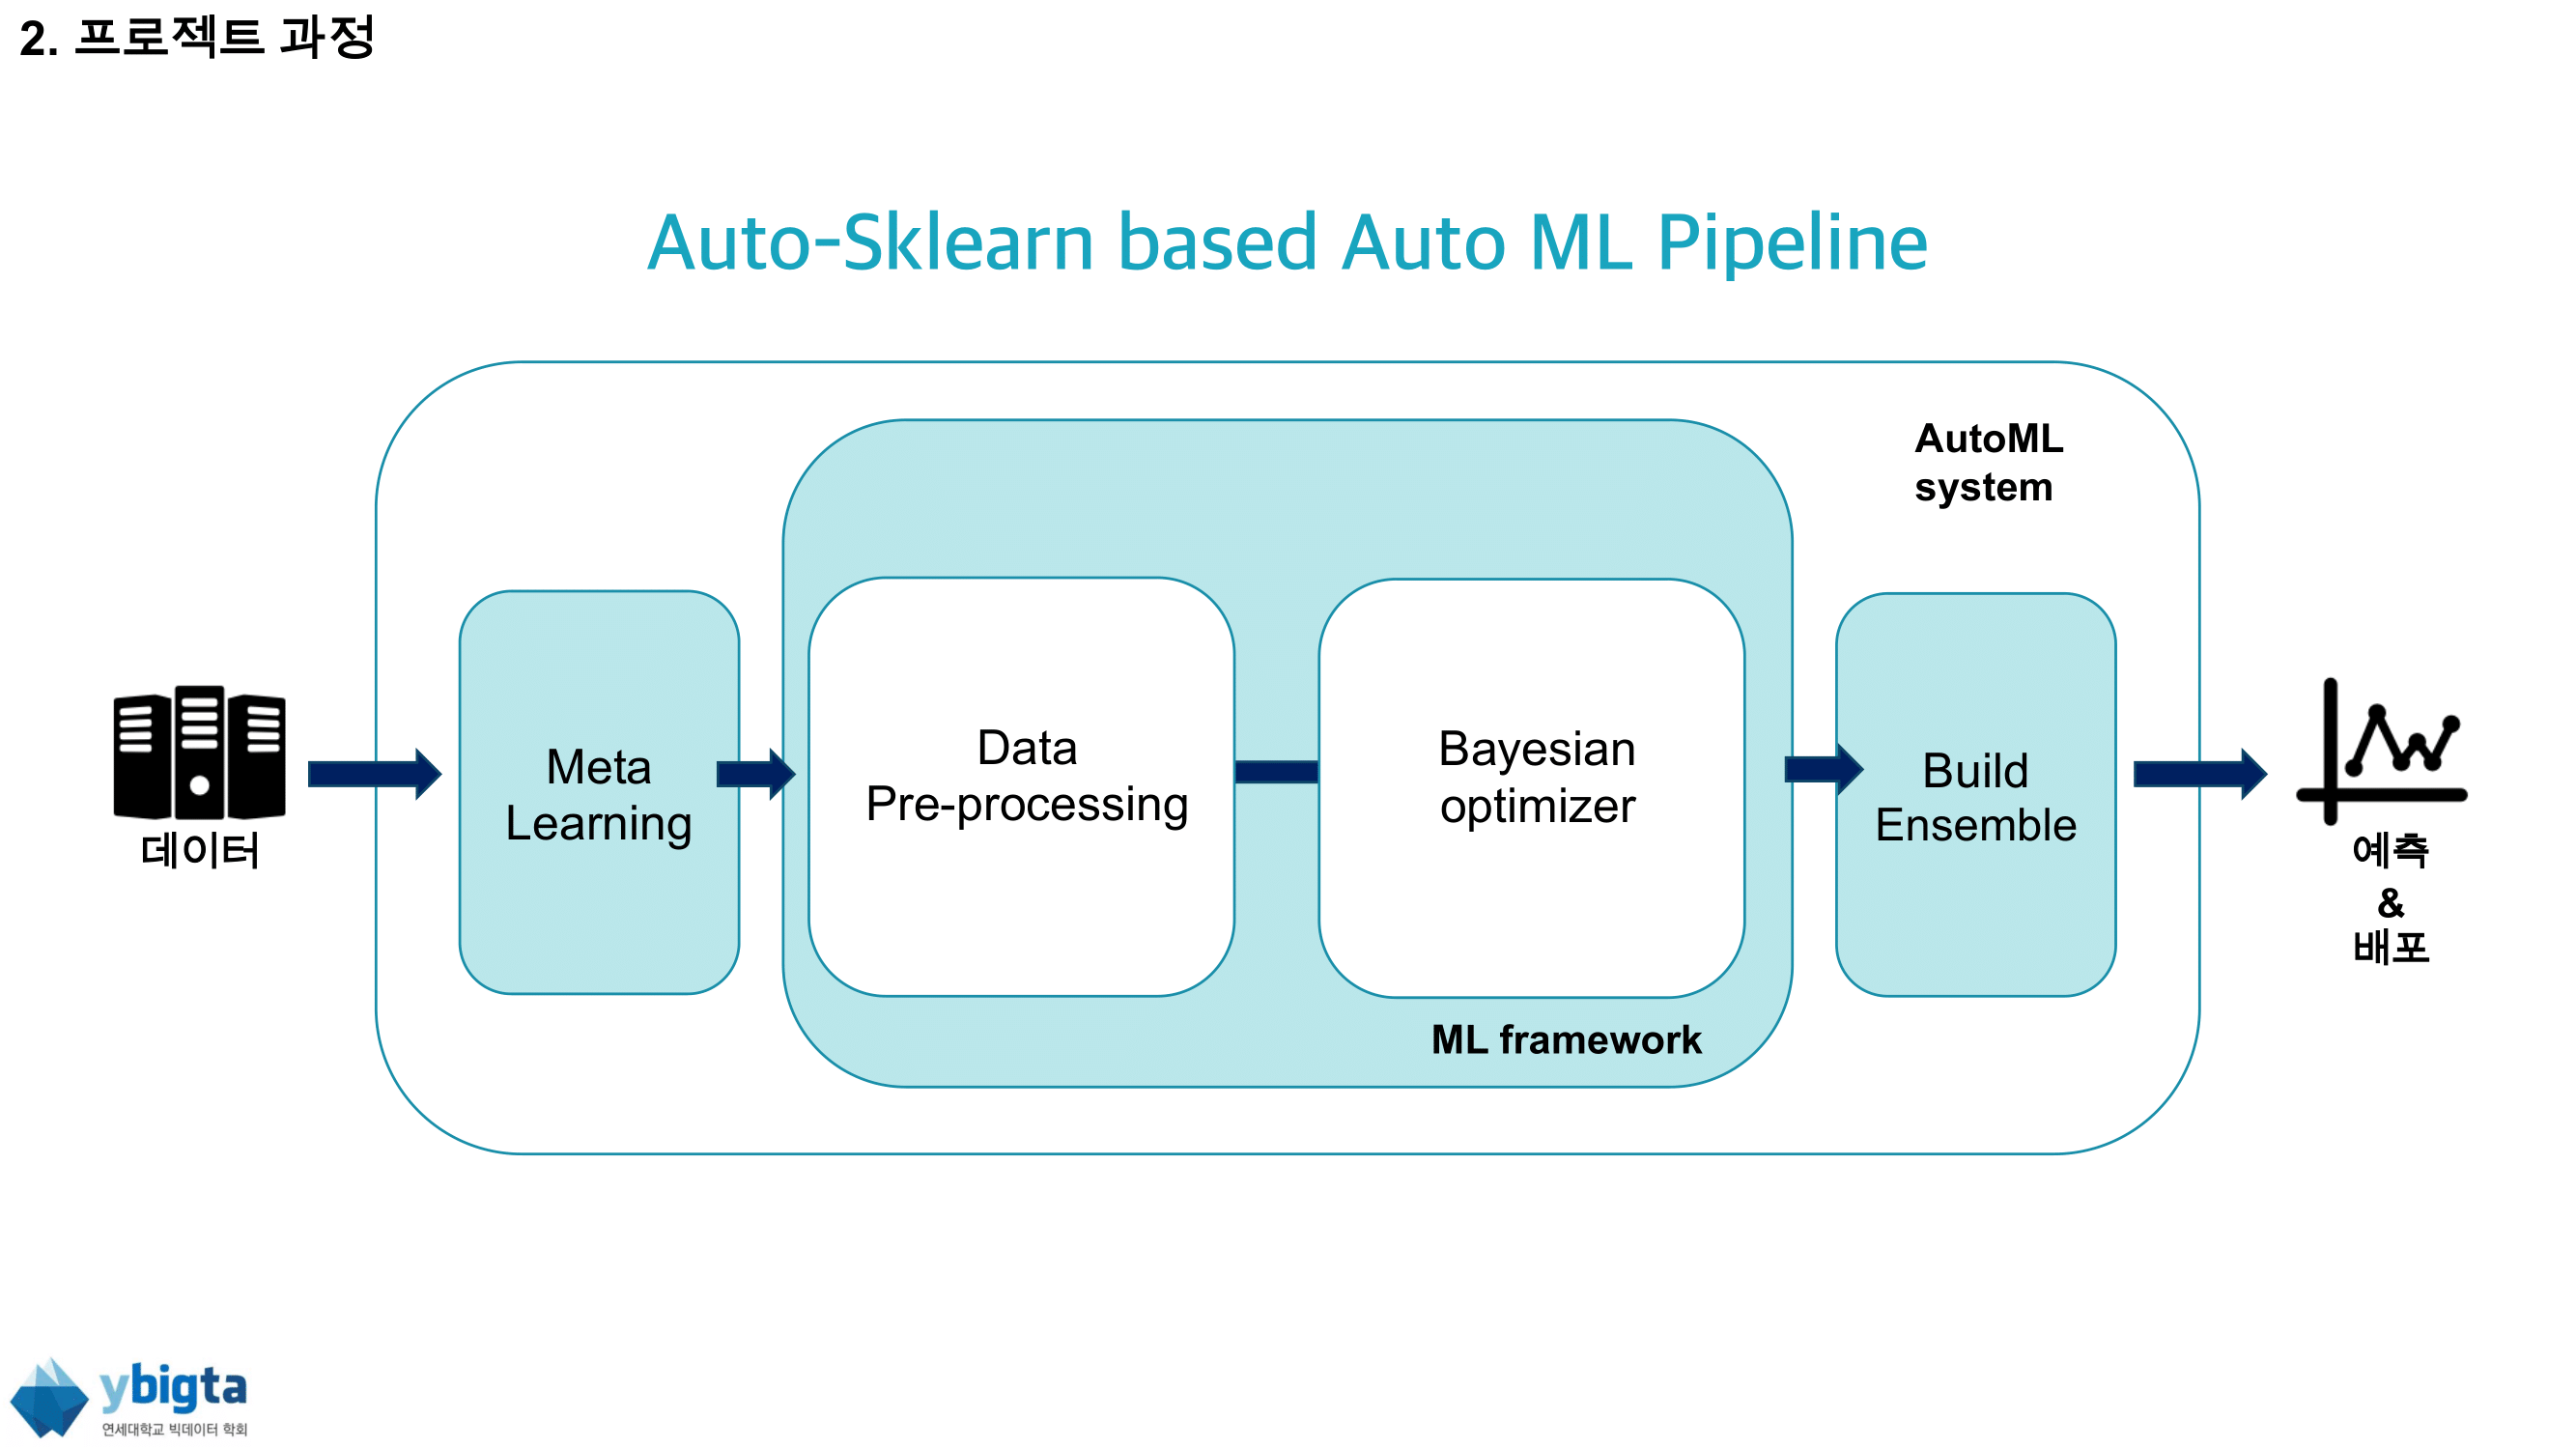 2. 프로젝트 과정
Auto-Sklearn based Auto ML Pipeline
AutoML
system
데이터
Meta
Learning
Data
Pre-processing
Bayesian
optimizer
ML framework
Build
Ensemble
예측
&
배포
ybigta
연세대학교 빅데이터 학회